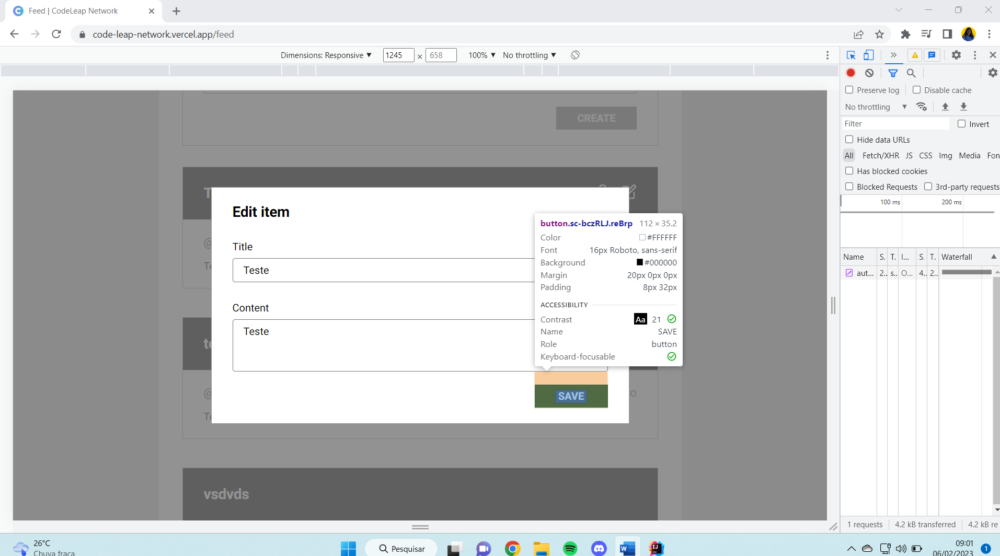 Feed | CodeLeap Network
code-leap-network.vercel.app/feed
Dimensions: Responsive ▼ 1245 × 658 100% ▼ No throttling ▼
Preserve log Disable cache
No throttling ▼
Filter Invert
Hide data URLs
All Fetch/XHR JS CSS Img Media Fon
Has blocked cookies
Blocked Requests 3rd-party requests
100 ms 200 ms
Name S. T. I... S. T. Waterfall
aut... 2.. s.. O... 4.. 2..
1 requests 4.2 kB transferred 4.2 kB re
CREATE
T
@
Te
Edit item
Title
Teste
Content
Teste
SAVE
button.sc-bczRLJ.reBrp 112 × 35.2
Color #FFFFFF
Font 16px Roboto, sans-serif
Background #000000
Margin 20px 0px 0px
Padding 8px 32px
ACCESSIBILITY
Contrast Aa 21
Name SAVE
Role button
Keyboard-focusable
te
@ o
Te
vsdvds
26°C
Chuva fraca
Pesquisar
09:01
06/02/2023
1